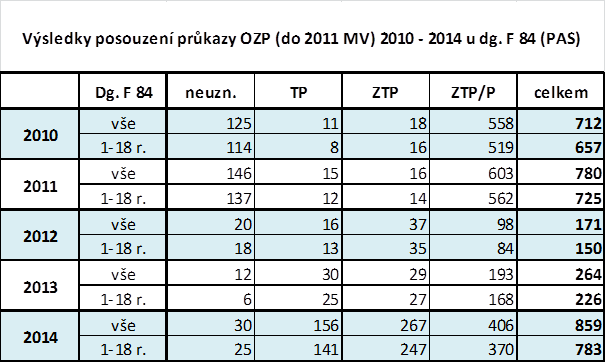 Výsledky posouzení průkazy OZP (do 2011 MV) 2010 - 2014 u dg. F 84 (PAS)
Dg. F 84 neuzn. TP ZTP ZTP/P celkem
2010 vše 125 11 18 558 712
1-18 r. 114 8 16 519 657
2011 vše 146 15 16 603 780
1-18 r. 137 12 14 562 725
2012 vše 20 16 37 98 171
1-18 r. 18 13 35 84 150
2013 vše 12 30 29 193 264
1-18 r. 6 25 27 168 226
2014 vše 30 156 267 406 859
1-18 r. 25 141 247 370 783